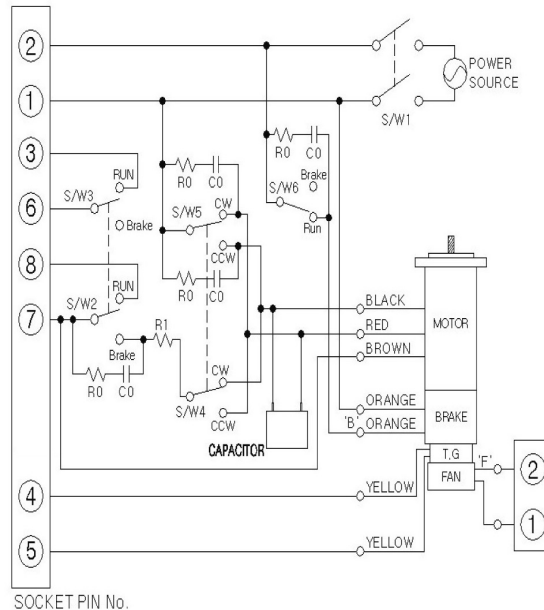 2
POWER SOURCE
1
S/W1
3
RUN
R0 C0
R0 C0
Brake
S/W3
CW
S/W6
6
S/W5
Brake
Run
8
CCW
RUN
R0 C0
BLACK
MOTOR
7
S/W2
RED
R1
BROWN
Brake
CW
R0 C0
S/W4
ORANGE
BRAKE
CCW
'B' ORANGE
CAPACITOR
T.G
'F'
2
FAN
4
YELLOW
1
5
YELLOW
SOCKET PIN No.